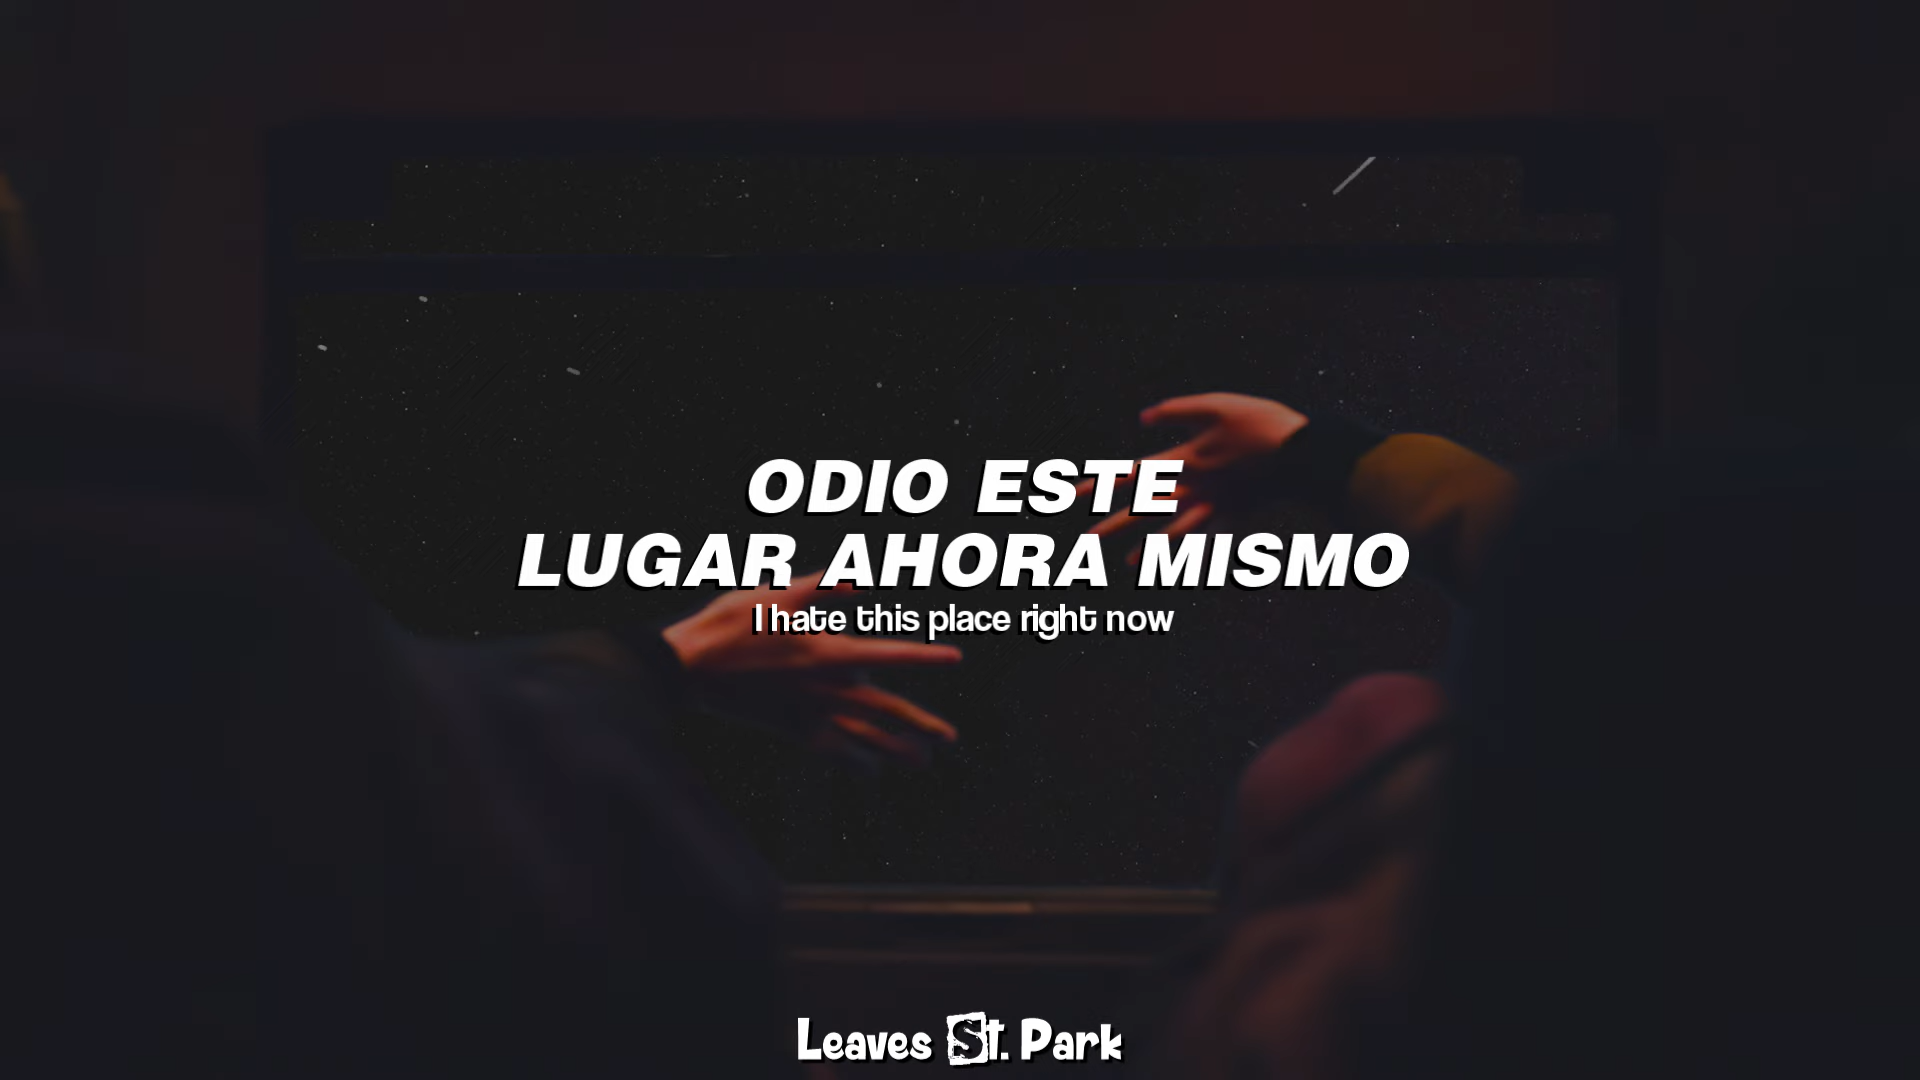 ODIO ESTE
LUGAR AHORA MISMO
I hate this place right now
Leaves St. Park